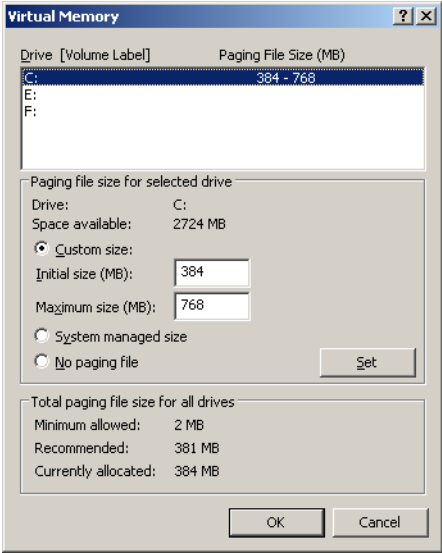 Virtual Memory
Drive [Volume Label] Paging File Size (MB)
C: 384 - 768
E:
F:
Paging file size for selected drive
Drive: C:
Space available: 2724 MB
Custom size:
Initial size (MB): 384
Maximum size (MB): 768
System managed size
No paging file Set
Total paging file size for all drives
Minimum allowed: 2 MB
Recommended: 381 MB
Currently allocated: 384 MB
OK Cancel